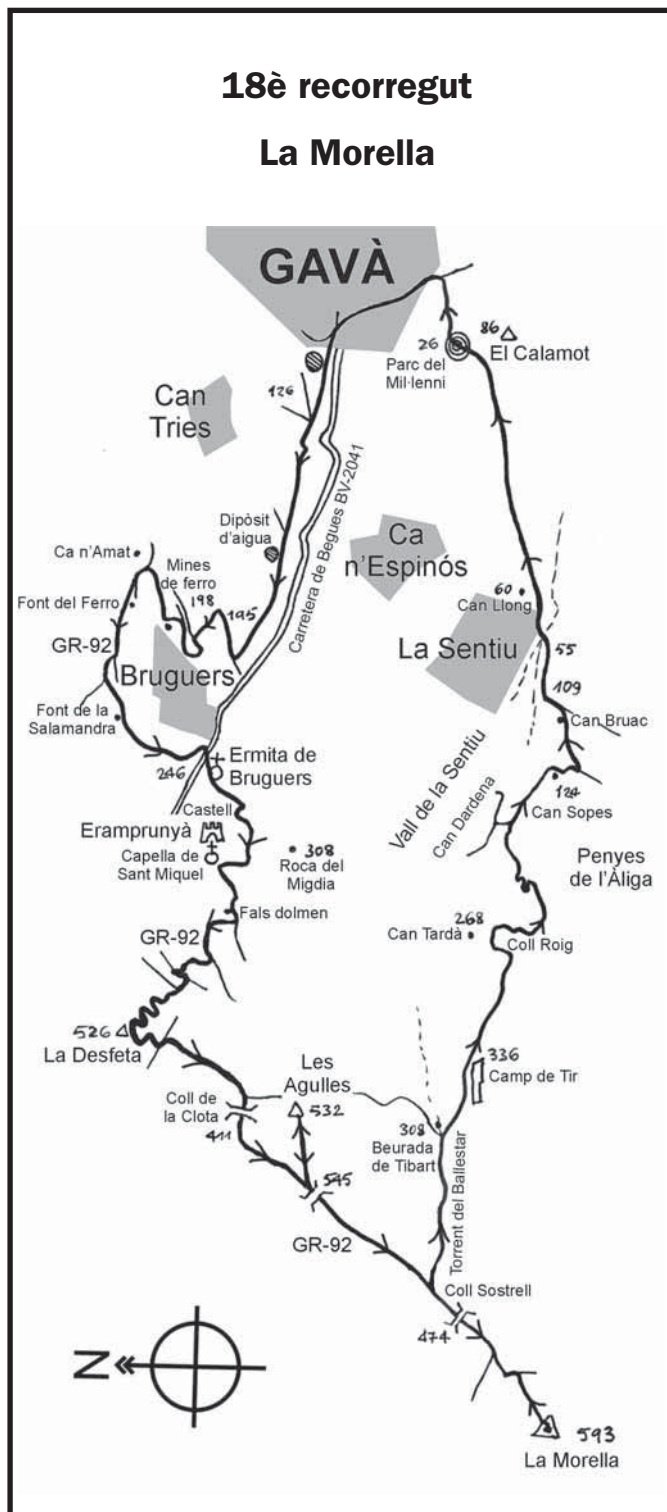 18è recorregut
La Morella
GAVÀ
86
El Calamot
26
Parc del
Mil·lenni
126
Can
Tries
Carretera de Begues BV-2041
Dipòsit
d'aigua
Ca
n'Espinós
Ca n'Amat
Mines
de ferro
198
195
Font del Ferro
60
Can Llong
GR-92
La Sentiu
55
Bruguers
109
Font de la
Salamandra
Can Bruac
Vall de la Sentiu
246
Ermita de
Bruguers
124
Can Sopes
Can Dardena
Castell
Eramprunyà
Capella de
Sant Miquel
308
Roca del
Migdia
Penyes
de l'Àliga
Fals dolmen
268
Can Tardà
Coll Roig
GR-92
526
La Desfeta
336
Camp de Tir
Les
Agulles
532
Coll de
la Clota
411
308
Beurada
de Tibart
545
Torrent del Ballestar
GR-92
Coll Sostrell
474
N
593
La Morella